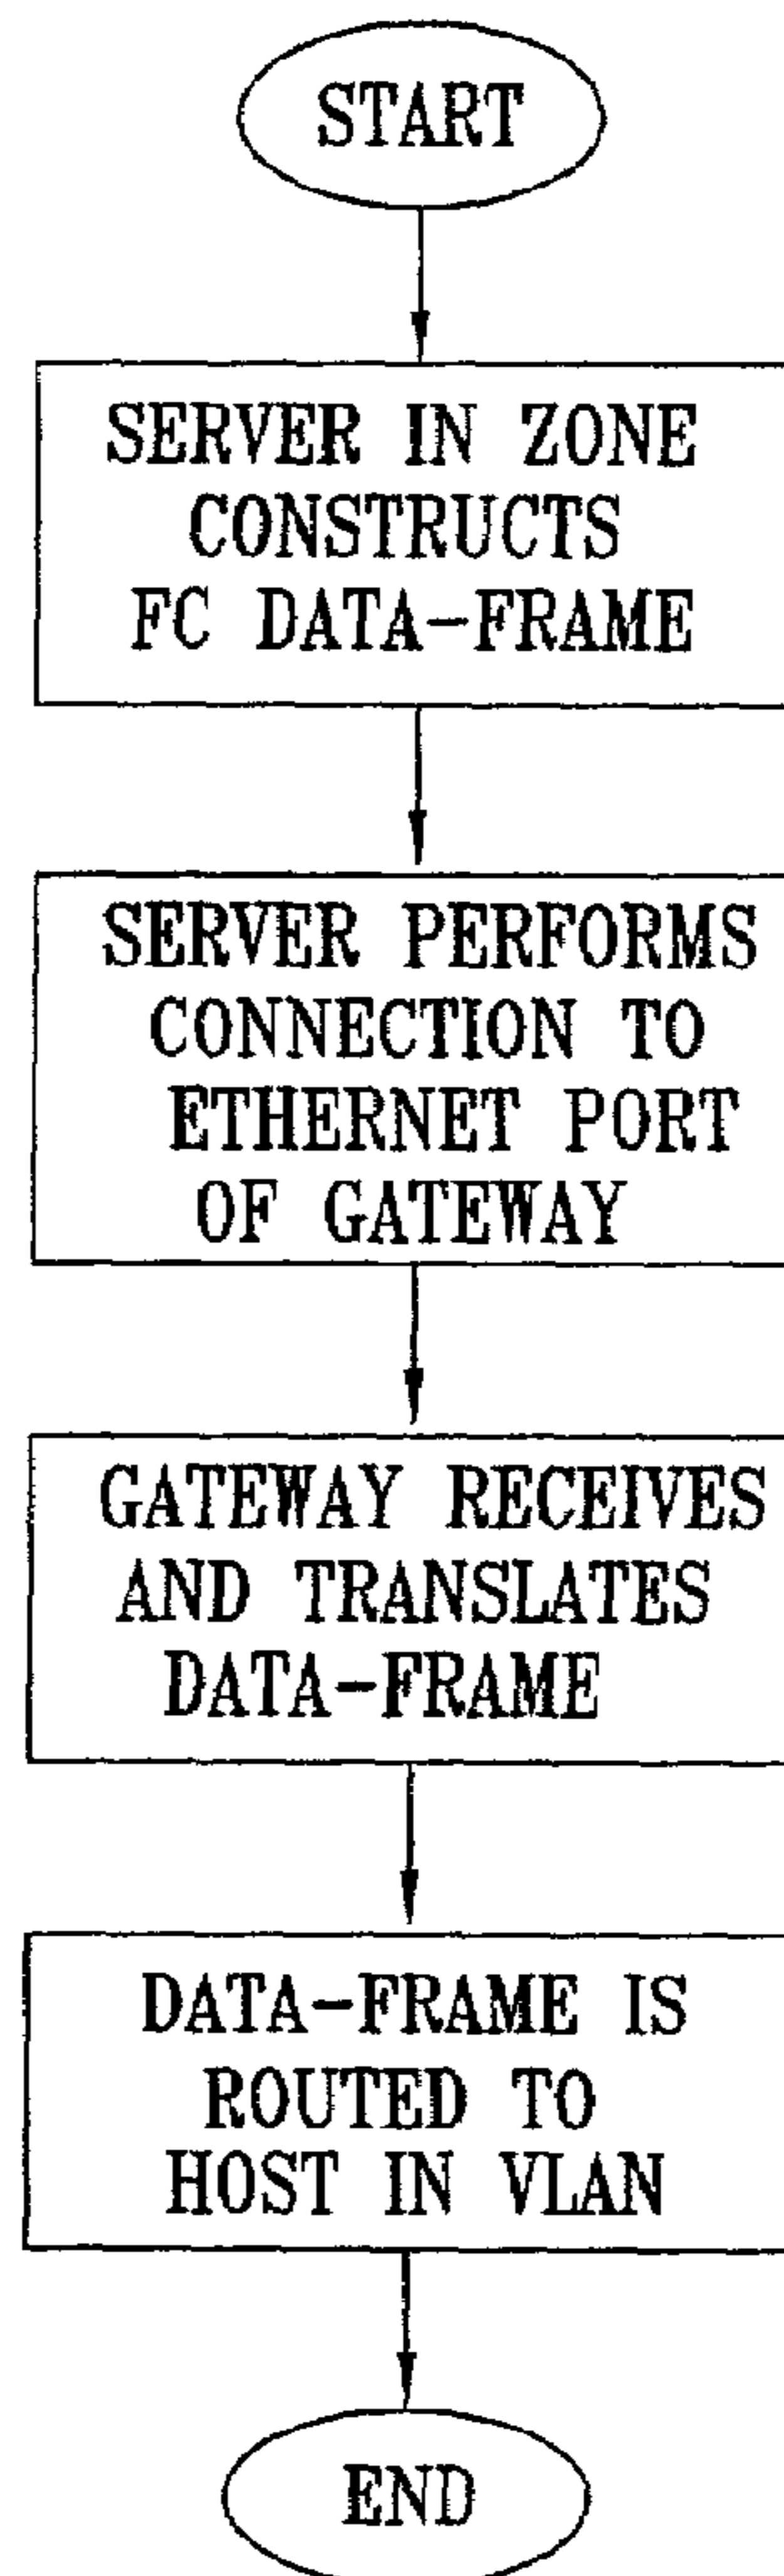 START
SERVER IN ZONE
CONSTRUCTS
FC DATA-FRAME
SERVER PERFORMS
CONNECTION TO
ETHERNET PORT
OF GATEWAY
GATEWAY RECEIVES
AND TRANSLATES
DATA-FRAME
DATA-FRAME IS
ROUTED TO
HOST IN VLAN
END